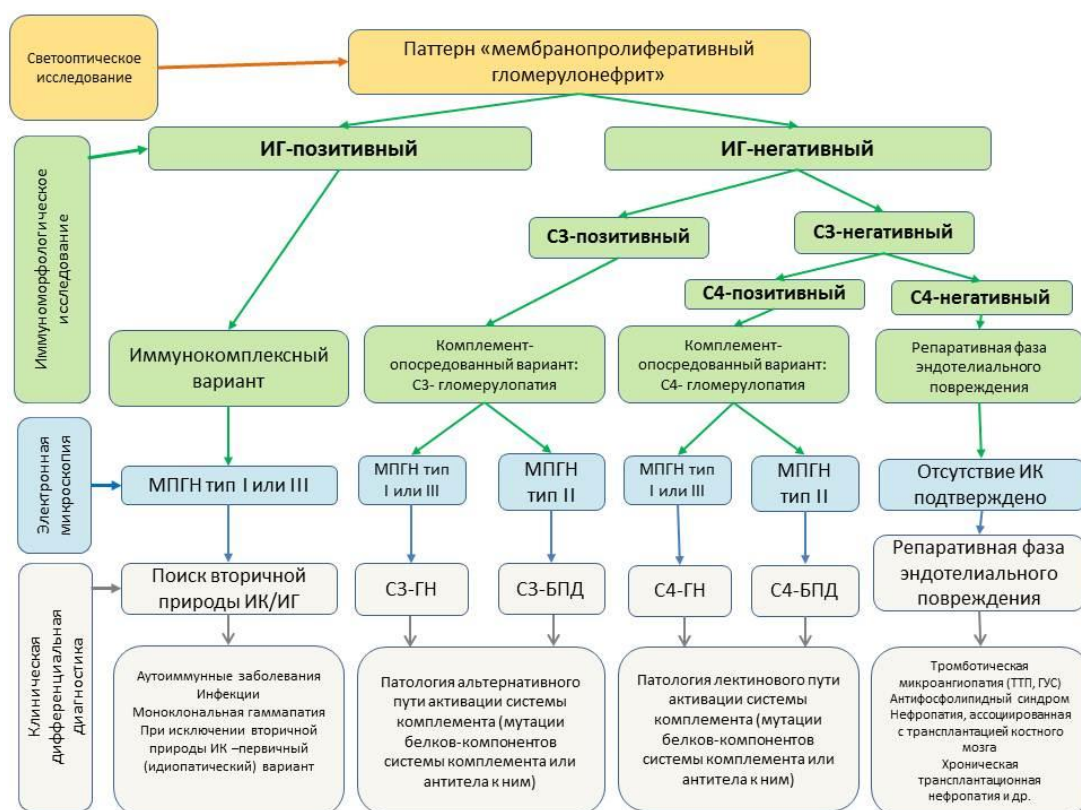 Светооптическое
исследование
Паттерн «мембранопролиферативный
гломерулонефрит»
Иммуноморфологическое
исследование
ИГ-позитивный
ИГ-негативный
С3-позитивный
С3-негативный
С4-позитивный
С4-негативный
Иммунокомплексный
вариант
Комплемент-
опосредованный вариант:
С3- гломерулопатия
Комплемент-
опосредованный вариант:
С4- гломерулопатия
Репаративная фаза
эндотелиального
повреждения
Электронная
микроскопия
МПГН тип I или III
МПГН тип
I или III
МПГН
тип II
МПГН тип
I или III
МПГН
тип II
Отсутствие ИК
подтверждено
Клиническая
дифференциальная
диагностика
Поиск вторичной
природы ИК/ИГ
С3-ГН
С3-БПД
С4-ГН
С4-БПД
Репаративная фаза
эндотелиального
повреждения
Аутоиммунные заболевания
Инфекции
Моноклональная гаммапатия
При исключении вторичной
природы ИК –первичный
(идиопатический) вариант
Патология альтернативного
пути активации системы
комплемента (мутации
белков-компонентов
системы комплемента или
антитела к ним)
Патология лектинового пути
активации системы
комплемента (мутации
белков-компонентов
системы комплемента или
антитела к ним)
Тромботическая
микроангиопатия (ТТП, ГУС)
Антифосфолипидный синдром
Нефропатия, ассоциированная
с трансплантацией костного
мозга
Хроническая
трансплантационная
нефропатия и др.